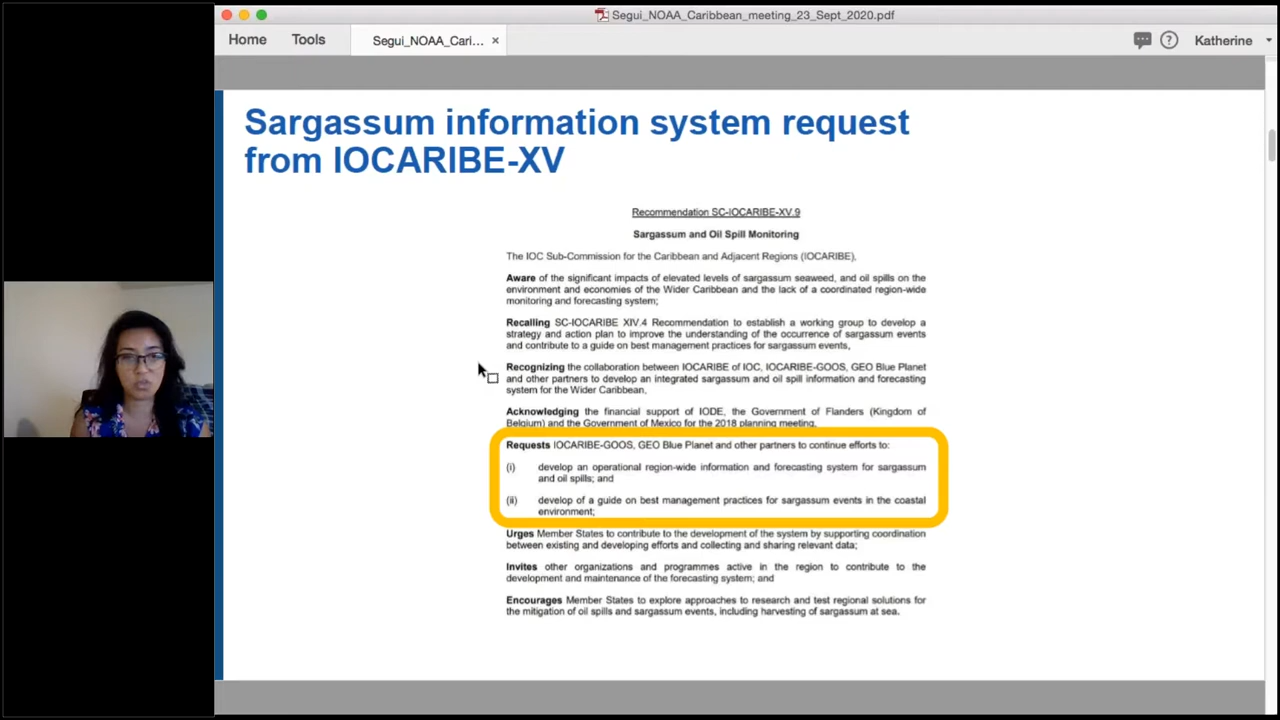 Segui_NOAA_Caribbean_meeting_23_Sept_2020.pdf
Home
Tools
Segui_NOAA_Cari...
×
?
Katherine
Sargassum information system request
from IOCARIBE-XV
Recommendation SC-IOCARIBE-XV.9
Sargassum and Oil Spill Monitoring
The IOC Sub-Commission for the Caribbean and Adjacent Regions (IOCARIBE),
Aware of the significant impacts of elevated levels of sargassum seaweed, and oil spills on the
environment and economies of the Wider Caribbean and the lack of a coordinated region-wide
monitoring and forecasting system;
Recalling SC-IOCARIBE XIV.4 Recommendation to establish a working group to develop a
strategy and action plan to improve the understanding of the occurrence of sargassum events
and contribute to a guide on best management practices for sargassum events,
Recognizing the collaboration between IOCARIBE of IOC, IOCARIBE-GOOS, GEO Blue Planet
and other partners to develop an integrated sargassum and oil spill information and forecasting
system for the Wider Caribbean,
Acknowledging the financial support of IODE, the Government of Flanders (Kingdom of
Belgium) and the Government of Mexico for the 2018 planning meeting,
Requests IOCARIBE-GOOS, GEO Blue Planet and other partners to continue efforts to:
(i) develop an operational region-wide information and forecasting system for sargassum
and oil spills; and
(ii) develop of a guide on best management practices for sargassum events in the coastal
environment;
Urges Member States to contribute to the development of the system by supporting coordination
between existing and developing efforts and collecting and sharing relevant data;
Invites other organizations and programmes active in the region to contribute to the
development and maintenance of the forecasting system; and
Encourages Member States to explore approaches to research and test regional solutions for
the mitigation of oil spills and sargassum events, including harvesting of sargassum at sea.